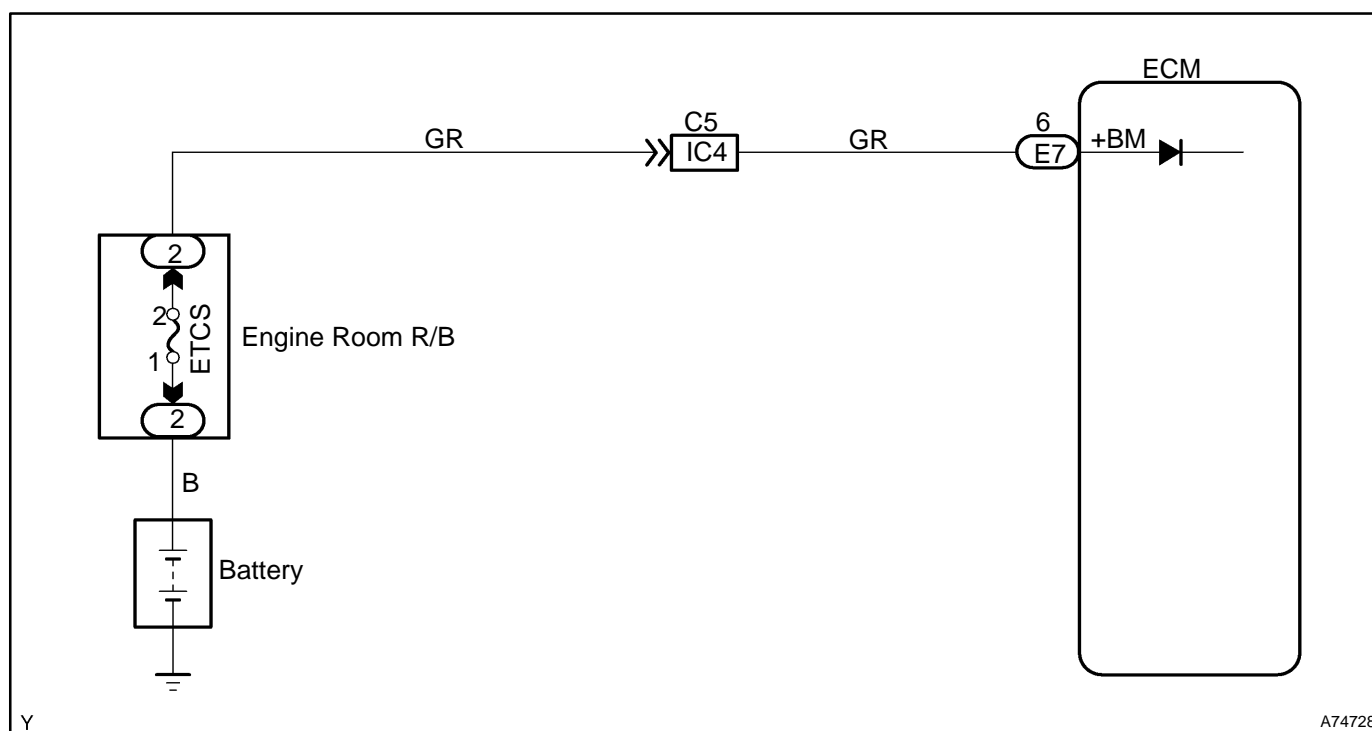 ECM
C5
6
GR
IC4
GR
E7
+BM
2
2
ETCS
1
Engine Room R/B
2
B
Battery
Y
A74728